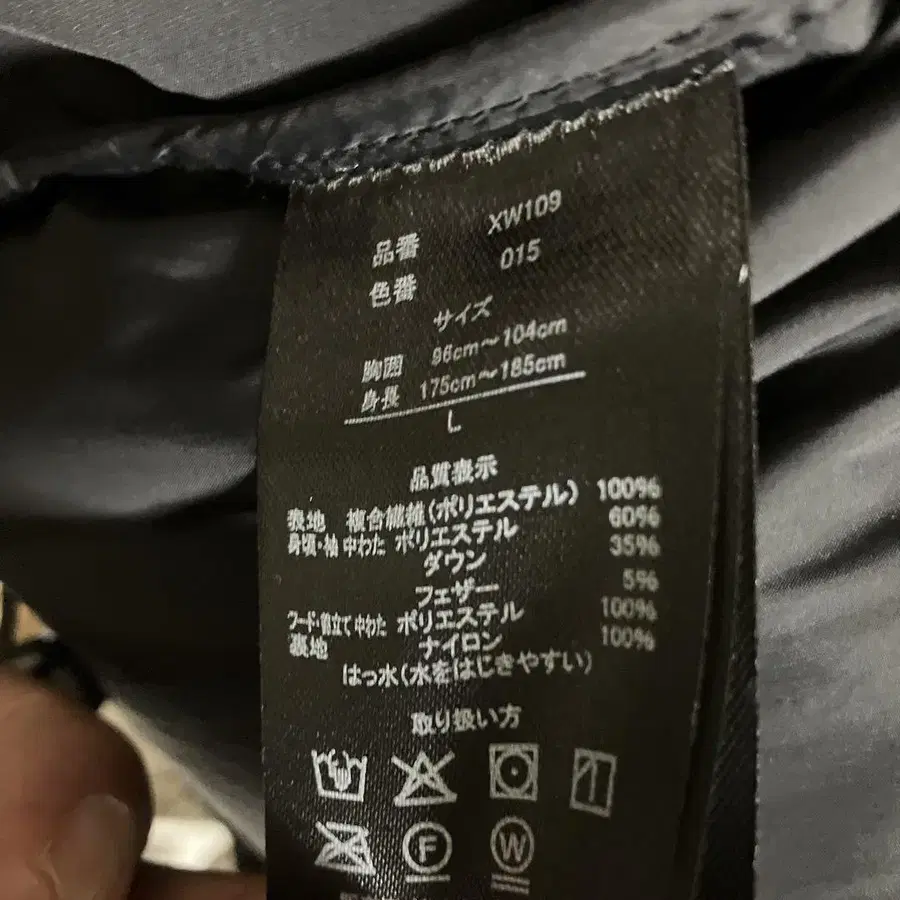 品番 XW109
色番 015
サイズ
胸囲 96cm～104cm
身長 175cm～185cm
L
品質表示
表地 複合繊維(ポリエステル) 100%
身頃・袖 中わた ポリエステル 60%
ダウン 35%
フェザー 5%
フード・前立て 中わた ポリエステル 100%
裏地 ナイロン 100%
はっ水(水をはじきやすい)
取り扱い方
F
W